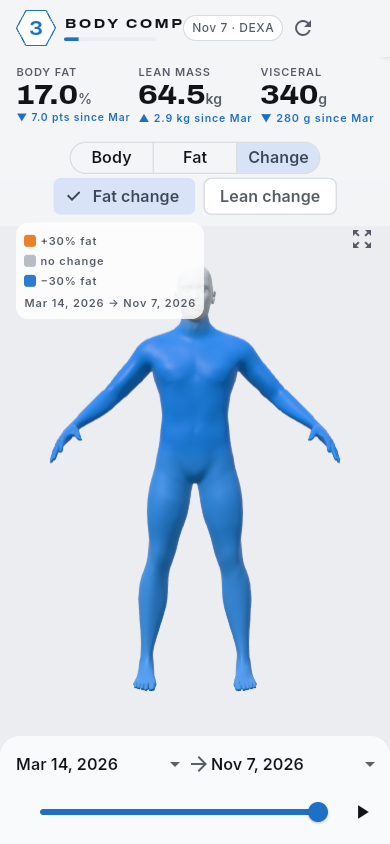 3 BODY COMP Nov 7 · DEXA
BODY FAT LEAN MASS VISCERAL
17.0% 64.5kg 340g
▼ 7.0 pts since Mar ▲ 2.9 kg since Mar ▼ 280 g since Mar
Body Fat Change
✓ Fat change Lean change
+30% fat
no change
−30% fat
Mar 14, 2026 → Nov 7, 2026
Mar 14, 2026 → Nov 7, 2026